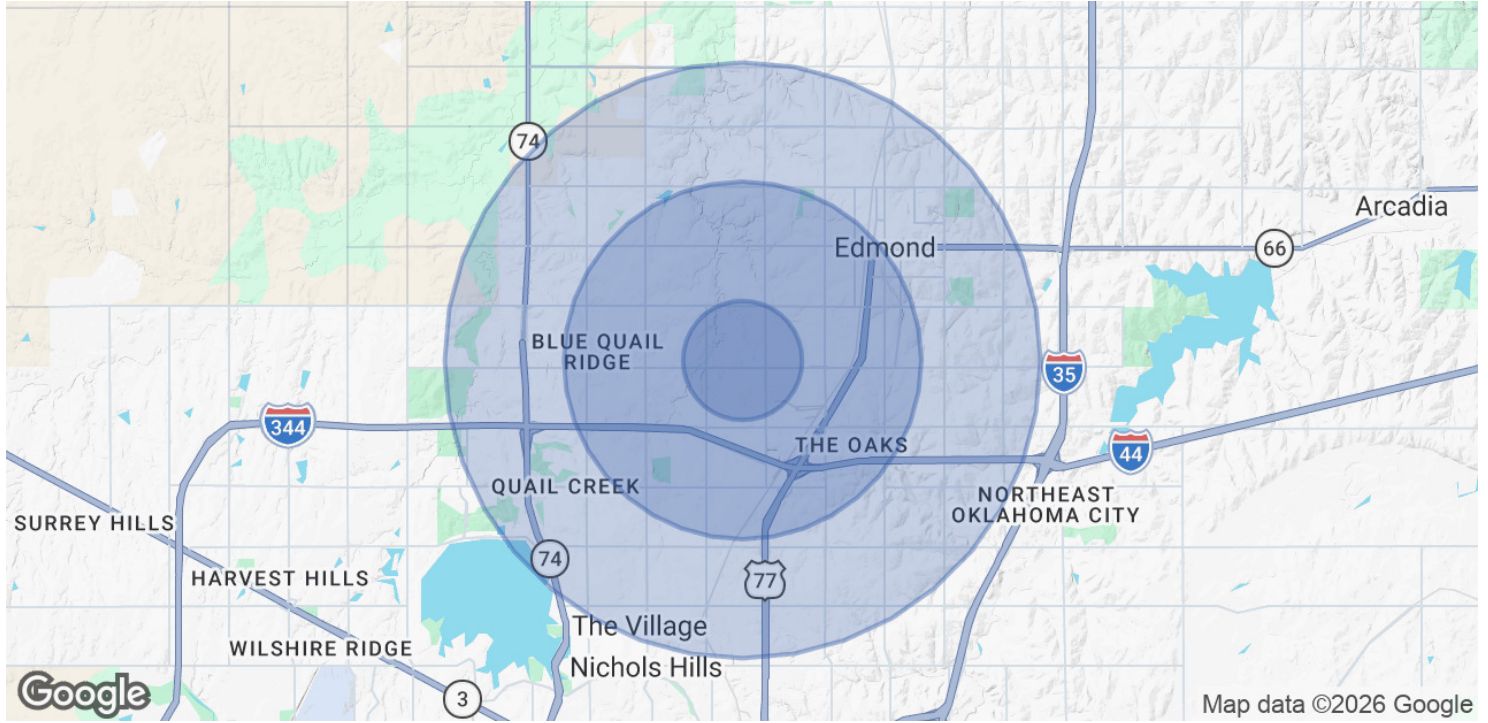 74
Arcadia
Edmond
66
BLUE QUAIL
RIDGE
35
344
THE OAKS
44
QUAIL CREEK
NORTHEAST
OKLAHOMA CITY
SURREY HILLS
74
HARVEST HILLS
77
The Village
WILSHIRE RIDGE
Nichols Hills
3
Google
Map data ©2026 Google